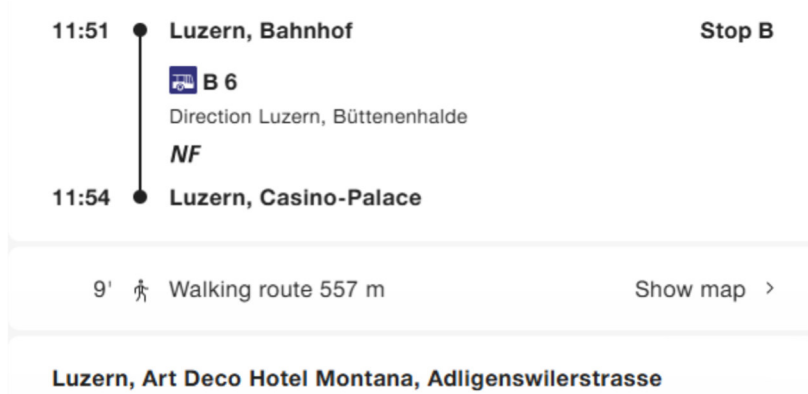 11:51 Luzern, Bahnhof Stop B
B 6
Direction Luzern, Büttenenhalde
NF
11:54 Luzern, Casino-Palace
9' Walking route 557 m Show map >
Luzern, Art Deco Hotel Montana, Adligenswilerstrasse